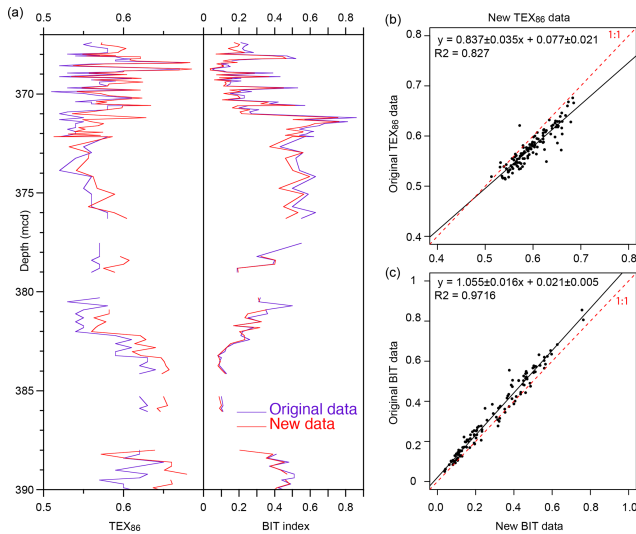 (a)
0.5 0.6 0 0.2 0.4 0.6 0.8
370
375
380
385
390
Depth (mcd)
Original data
New data
0.5 0.6 0 0.2 0.4 0.6 0.8
TEX86 BIT index
(b)
New TEX86 data
0.8
0.7
0.6
0.5
0.4
Original TEX86 data
y = 0.837±0.035x + 0.077±0.021
R2 = 0.827
1:1
0.4 0.5 0.6 0.7 0.8
(c)
1
0.8
0.6
0.4
0.2
0
Original BIT data
y = 1.055±0.016x + 0.021±0.005
R2 = 0.9716
1:1
0.0 0.2 0.4 0.6 0.8 1.0
New BIT data